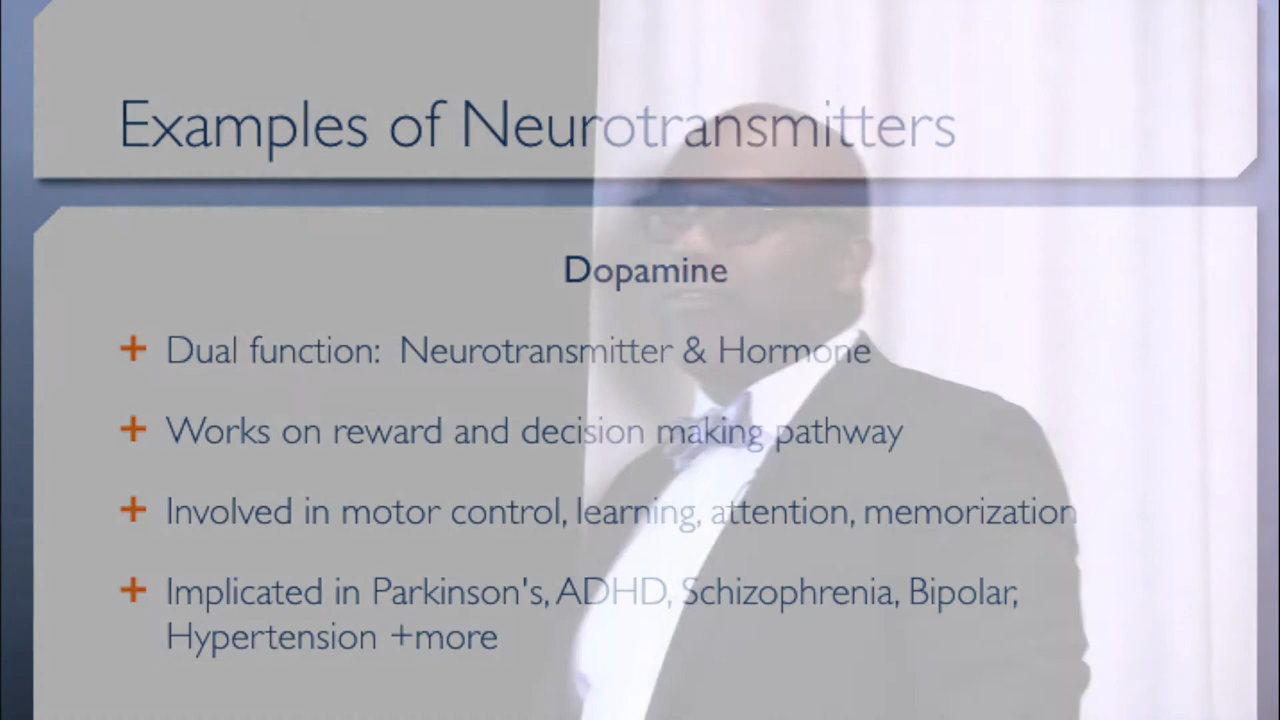 Examples of Neurotransmitters
Dopamine
+ Dual function: Neurotransmitter & Hormone
+ Works on reward and decision making pathway
+ Involved in motor control, learning, attention, memorization
+ Implicated in Parkinson's, ADHD, Schizophrenia, Bipolar,
Hypertension +more